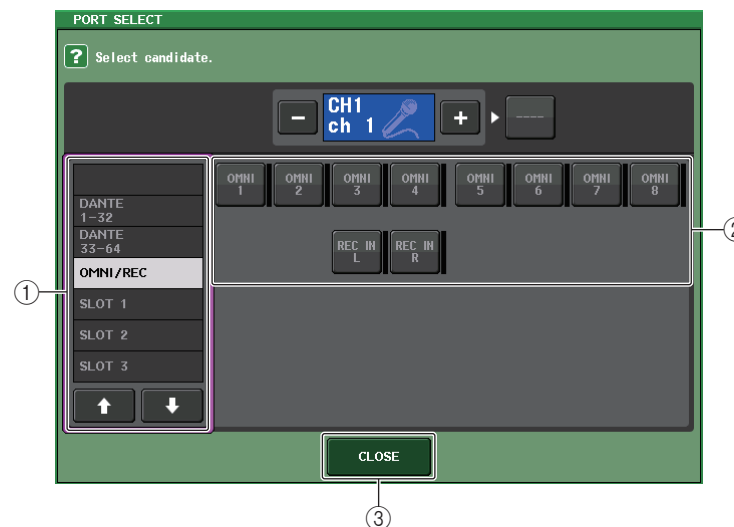 PORT SELECT
? Select candidate.
−
CH1
ch 1
+
----
DANTE
1-32
DANTE
33-64
OMNI/REC
SLOT 1
SLOT 2
SLOT 3
OMNI
1
OMNI
2
OMNI
3
OMNI
4
OMNI
5
OMNI
6
OMNI
7
OMNI
8
REC IN
L
REC IN
R
CLOSE
①
②
③